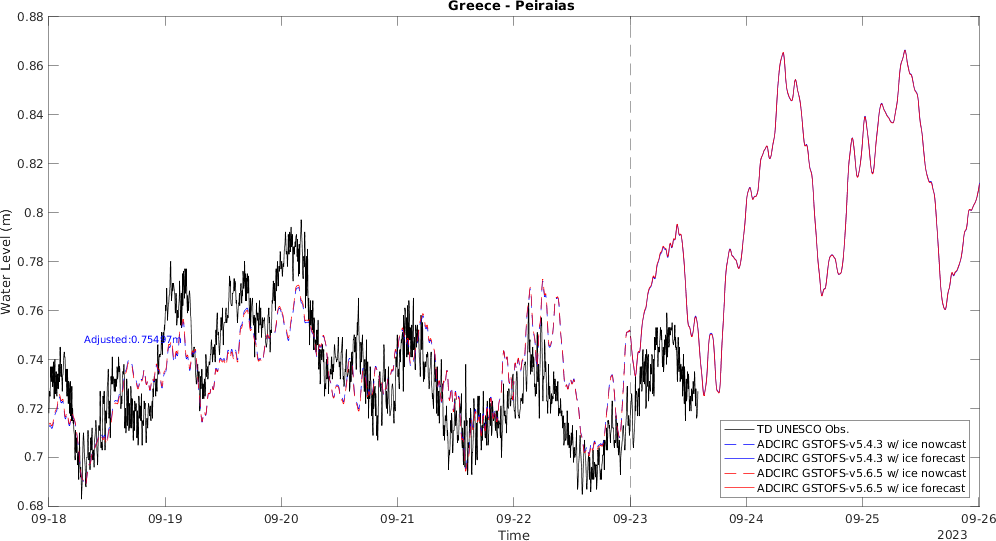 Greece - Peiraias
0.88
0.86
0.84
0.82
0.8
0.78
0.76
0.74
0.72
0.7
0.68
Water Level (m)
Adjusted:0.75497m
TD UNESCO Obs.
ADCIRC GSTOFS-v5.4.3 w/ ice nowcast
ADCIRC GSTOFS-v5.4.3 w/ ice forecast
ADCIRC GSTOFS-v5.6.5 w/ ice nowcast
ADCIRC GSTOFS-v5.6.5 w/ ice forecast
09-18 09-19 09-20 09-21 09-22 09-23 09-24 09-25 09-26
Time
2023